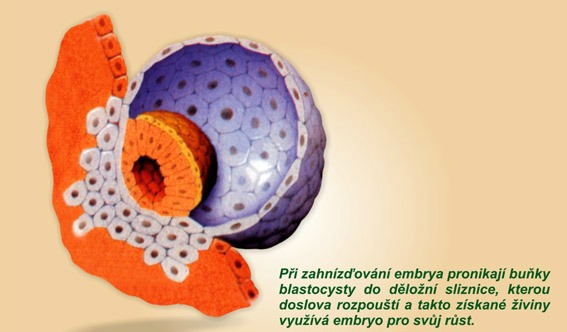 Při zahnízďování embrya pronikají buňky
blastocysty do děložní sliznice, kterou
doslova rozpouští a takto získané živiny
využívá embryo pro svůj růst.